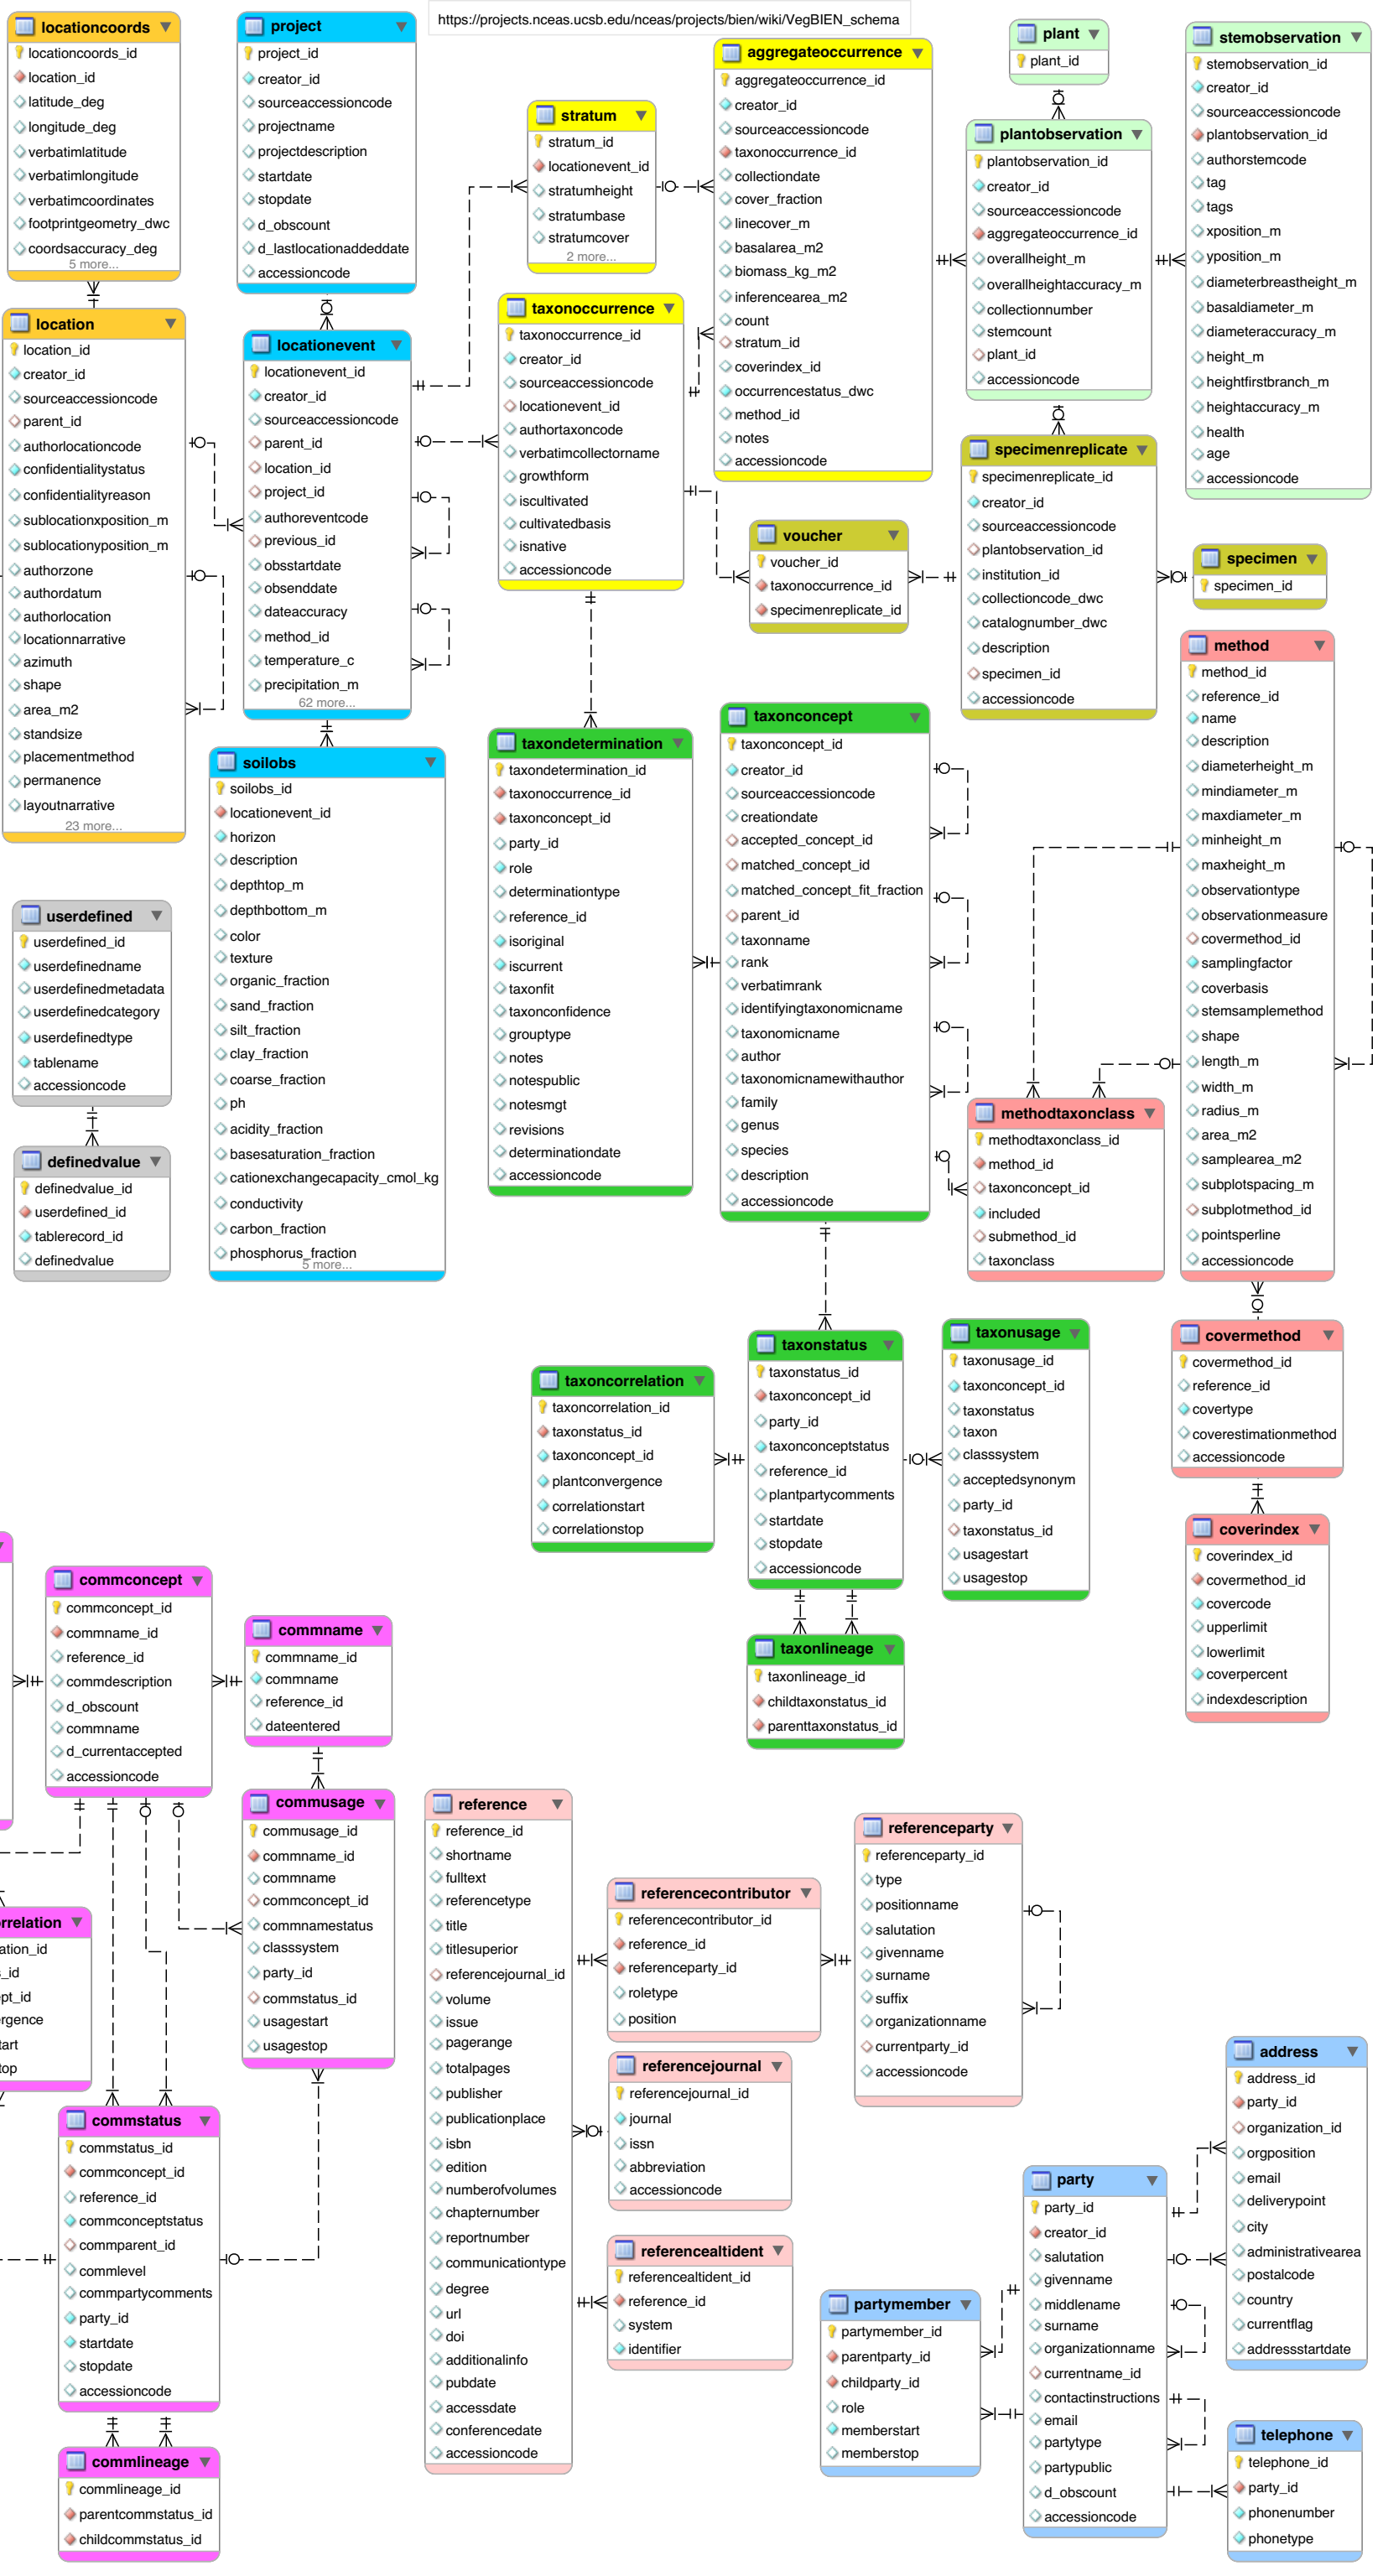 https://projects.nceas.ucsb.edu/nceas/projects/bien/wiki/VegBIEN_schema
locationcoords
locationcoords_id
location_id
latitude_deg
longitude_deg
verbatimlatitude
verbatimlongitude
verbatimcoordinates
footprintgeometry_dwc
coordsaccuracy_deg
5 more...
project
project_id
creator_id
sourceaccessioncode
projectname
projectdescription
startdate
stopdate
d_obscount
d_lastlocationaddeddate
accessioncode
stratum
stratum_id
locationevent_id
stratumheight
stratumbase
stratumcover
2 more...
aggregateoccurrence
aggregateoccurrence_id
creator_id
sourceaccessioncode
taxonoccurrence_id
collectiondate
cover_fraction
linecover_m
basalarea_m2
biomass_kg_m2
inferencearea_m2
count
stratum_id
coverindex_id
occurrencestatus_dwc
method_id
notes
accessioncode
plant
plant_id
plantobservation
plantobservation_id
creator_id
sourceaccessioncode
aggregateoccurrence_id
overallheight_m
overallheightaccuracy_m
collectionnumber
stemcount
plant_id
accessioncode
stemobservation
stemobservation_id
creator_id
sourceaccessioncode
plantobservation_id
authorstemcode
tag
tags
xposition_m
yposition_m
diameterbreastheight_m
basaldiameter_m
diameteraccuracy_m
height_m
heightfirstbranch_m
heightaccuracy_m
health
age
accessioncode
location
location_id
creator_id
sourceaccessioncode
parent_id
authorlocationcode
confidentialitystatus
confidentialityreason
sublocationxposition_m
sublocationyposition_m
authorzone
authordatum
authorlocation
locationnarrative
azimuth
shape
area_m2
standsize
placementmethod
permanence
layoutnarrative
23 more...
locationevent
locationevent_id
creator_id
sourceaccessioncode
parent_id
location_id
project_id
authoreventcode
previous_id
obsstartdate
obsenddate
dateaccuracy
method_id
temperature_c
precipitation_m
62 more...
taxonoccurrence
taxonoccurrence_id
creator_id
sourceaccessioncode
locationevent_id
authortaxoncode
verbatimcollectorname
growthform
iscultivated
cultivatedbasis
isnative
accessioncode
voucher
voucher_id
taxonoccurrence_id
specimenreplicate_id
specimenreplicate
specimenreplicate_id
creator_id
sourceaccessioncode
plantobservation_id
institution_id
collectioncode_dwc
catalognumber_dwc
description
specimen_id
accessioncode
specimen
specimen_id
soilobs
soilobs_id
locationevent_id
horizon
description
depthtop_m
depthbottom_m
color
texture
organic_fraction
sand_fraction
silt_fraction
clay_fraction
coarse_fraction
ph
acidity_fraction
basesaturation_fraction
cationexchangecapacity_cmol_kg
conductivity
carbon_fraction
phosphorus_fraction
5 more...
taxondetermination
taxondetermination_id
taxonoccurrence_id
taxonconcept_id
party_id
role
determinationtype
reference_id
isoriginal
iscurrent
taxonfit
taxonconfidence
grouptype
notes
notespublic
notesmgt
revisions
determinationdate
accessioncode
taxonconcept
taxonconcept_id
creator_id
sourceaccessioncode
creationdate
accepted_concept_id
matched_concept_id
matched_concept_fit_fraction
parent_id
taxonname
rank
verbatimrank
identifyingtaxonomicname
taxonomicname
author
taxonomicnamewithauthor
family
genus
species
description
accessioncode
method
method_id
reference_id
name
description
diameterheight_m
mindiameter_m
maxdiameter_m
minheight_m
maxheight_m
observationtype
observationmeasure
covermethod_id
samplingfactor
coverbasis
stemsamplemethod
shape
length_m
width_m
radius_m
area_m2
samplearea_m2
subplotspacing_m
subplotmethod_id
pointsperline
accessioncode
userdefined
userdefined_id
userdefinedname
userdefinedmetadata
userdefinedcategory
userdefinedtype
tablename
accessioncode
definedvalue
definedvalue_id
userdefined_id
tablerecord_id
definedvalue
methodtaxonclass
methodtaxonclass_id
method_id
taxonconcept_id
included
submethod_id
taxonclass
taxoncorrelation
taxoncorrelation_id
taxonstatus_id
taxonconcept_id
plantconvergence
correlationstart
correlationstop
taxonstatus
taxonstatus_id
taxonconcept_id
party_id
taxonconceptstatus
reference_id
plantpartycomments
startdate
stopdate
accessioncode
taxonusage
taxonusage_id
taxonconcept_id
taxonstatus
taxon
classsystem
acceptedsynonym
party_id
taxonstatus_id
usagestart
usagestop
covermethod
covermethod_id
reference_id
covertype
coverestimationmethod
accessioncode
coverindex
coverindex_id
covermethod_id
covercode
upperlimit
lowerlimit
coverpercent
indexdescription
taxonlineage
taxonlineage_id
childtaxonstatus_id
parenttaxonstatus_id
commconcept
commconcept_id
commname_id
reference_id
commdescription
d_obscount
commname
d_currentaccepted
accessioncode
commname
commname_id
commname
reference_id
dateentered
commusage
commusage_id
commname_id
commname
commconcept_id
commnamestatus
classsystem
party_id
commstatus_id
usagestart
usagestop
rrelation
ation_id
s_id
ept_id
ergence
tart
top
commstatus
commstatus_id
commconcept_id
reference_id
commconceptstatus
commparent_id
commlevel
commpartycomments
party_id
startdate
stopdate
accessioncode
commlineage
commlineage_id
parentcommstatus_id
childcommstatus_id
reference
reference_id
shortname
fulltext
referencetype
title
titlesuperior
referencejournal_id
volume
issue
pagerange
totalpages
publisher
publicationplace
isbn
edition
numberofvolumes
chapternumber
reportnumber
communicationtype
degree
url
doi
additionalinfo
pubdate
accessdate
conferencedate
accessioncode
referencecontributor
referencecontributor_id
reference_id
referenceparty_id
roletype
position
referencejournal
referencejournal_id
journal
issn
abbreviation
accessioncode
referencealtident
referencealtident_id
reference_id
system
identifier
referenceparty
referenceparty_id
type
positionname
salutation
givenname
surname
suffix
organizationname
currentparty_id
accessioncode
partymember
partymember_id
parentparty_id
childparty_id
role
memberstart
memberstop
party
party_id
creator_id
salutation
givenname
middlename
surname
organizationname
currentname_id
contactinstructions
email
partytype
partypublic
d_obscount
accessioncode
address
address_id
party_id
organization_id
orgposition
email
deliverypoint
city
administrativearea
postalcode
country
currentflag
addressstartdate
telephone
telephone_id
party_id
phonenumber
phonetype